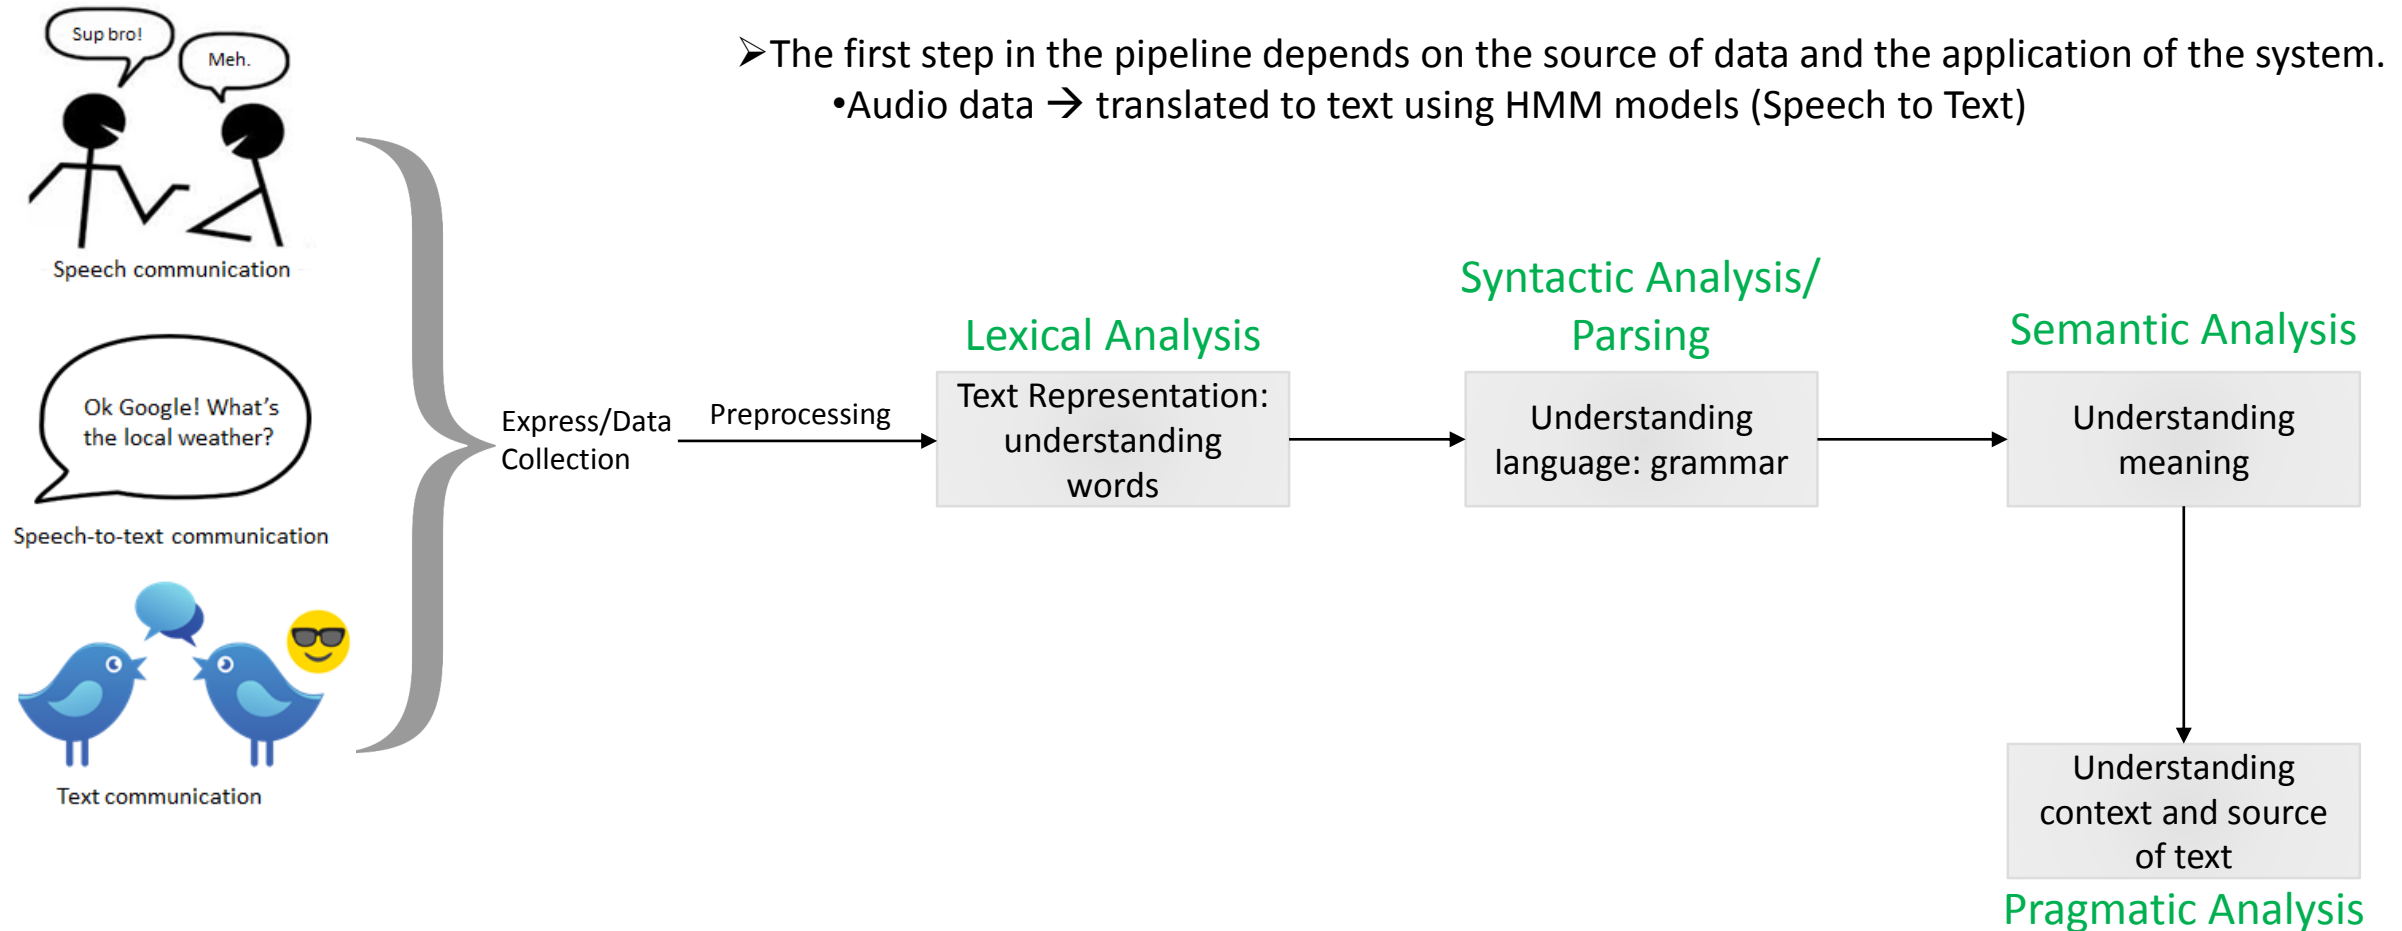 ➢The first step in the pipeline depends on the source of data and the application of the system.
•Audio data → translated to text using HMM models (Speech to Text)
Sup bro!
Meh.
Speech communication
Ok Google! What's
the local weather?
Speech-to-text communication
Text communication
Express/Data
Collection
Preprocessing
Lexical Analysis
Text Representation:
understanding
words
Syntactic Analysis/
Parsing
Understanding
language: grammar
Semantic Analysis
Understanding
meaning
Understanding
context and source
of text
Pragmatic Analysis